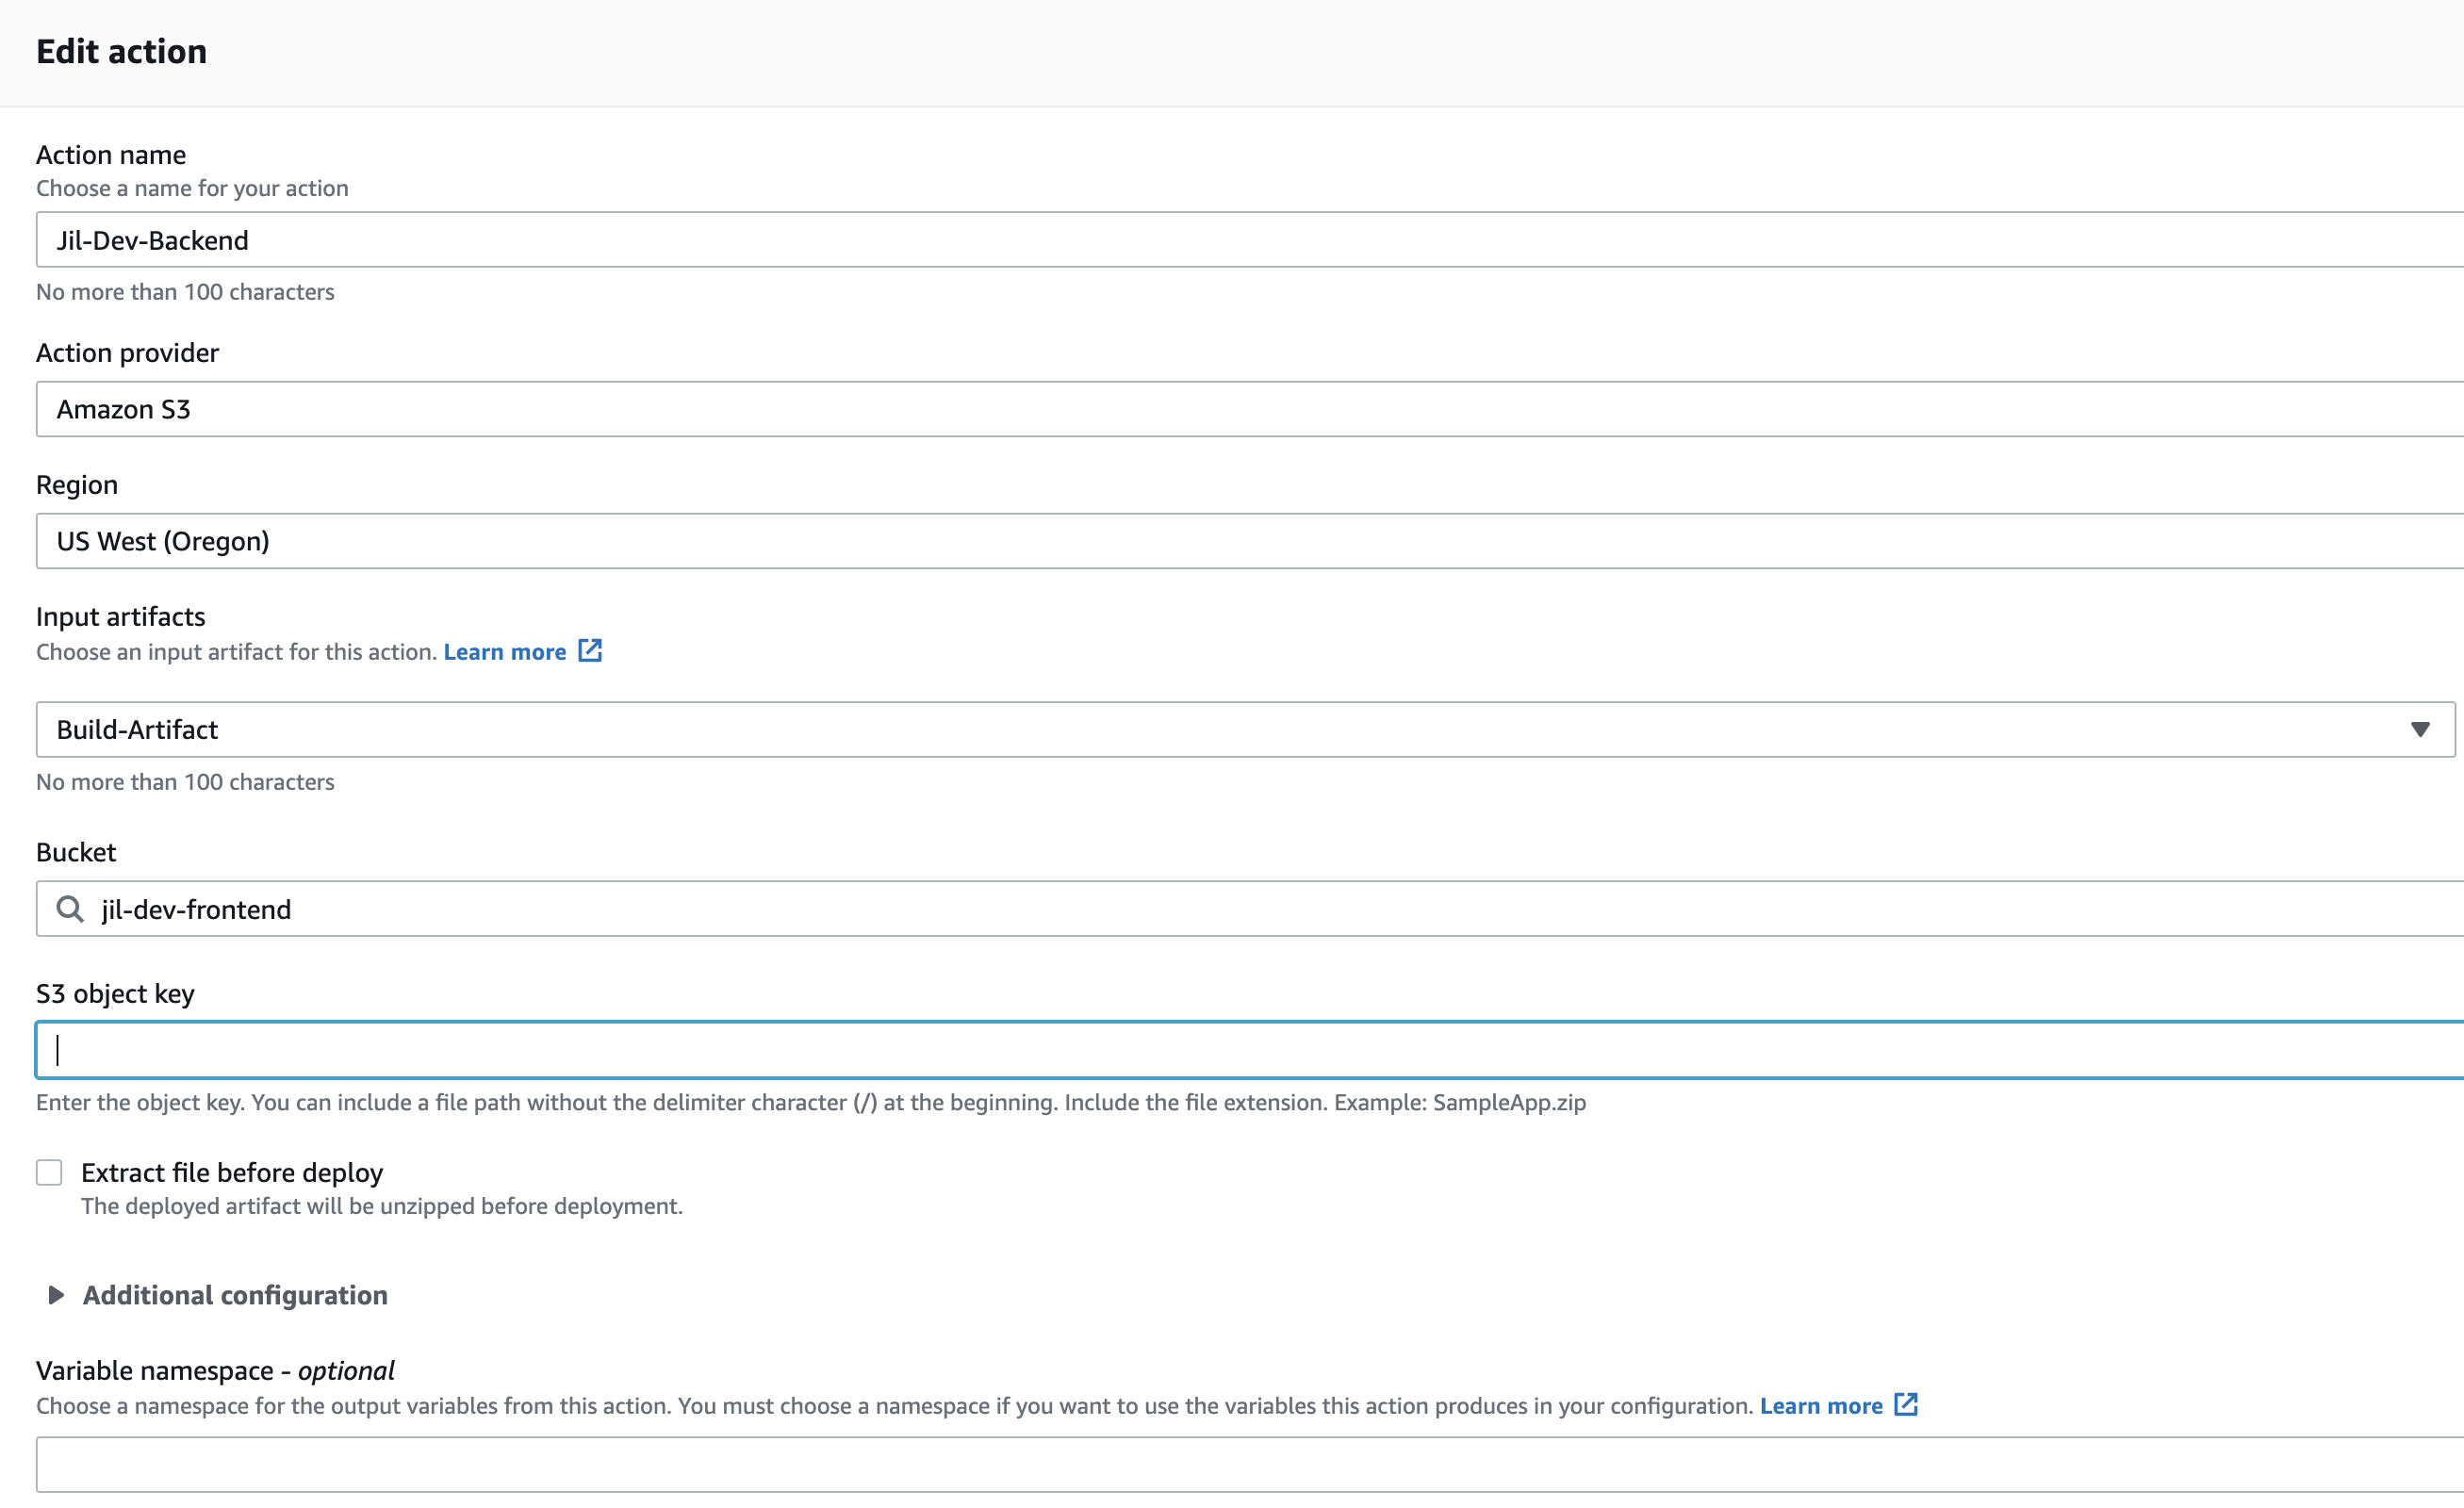 Edit action
Action name
Choose a name for your action
Jil-Dev-Backend
No more than 100 characters
Action provider
Amazon S3
Region
US West (Oregon)
Input artifacts
Choose an input artifact for this action. Learn more
Build-Artifact
No more than 100 characters
Bucket
jil-dev-frontend
S3 object key
Enter the object key. You can include a file path without the delimiter character (/) at the beginning. Include the file extension. Example: SampleApp.zip
Extract file before deploy
The deployed artifact will be unzipped before deployment.
Additional configuration
Variable namespace - optional
Choose a namespace for the output variables from this action. You must choose a namespace if you want to use the variables this action produces in your configuration. Learn more